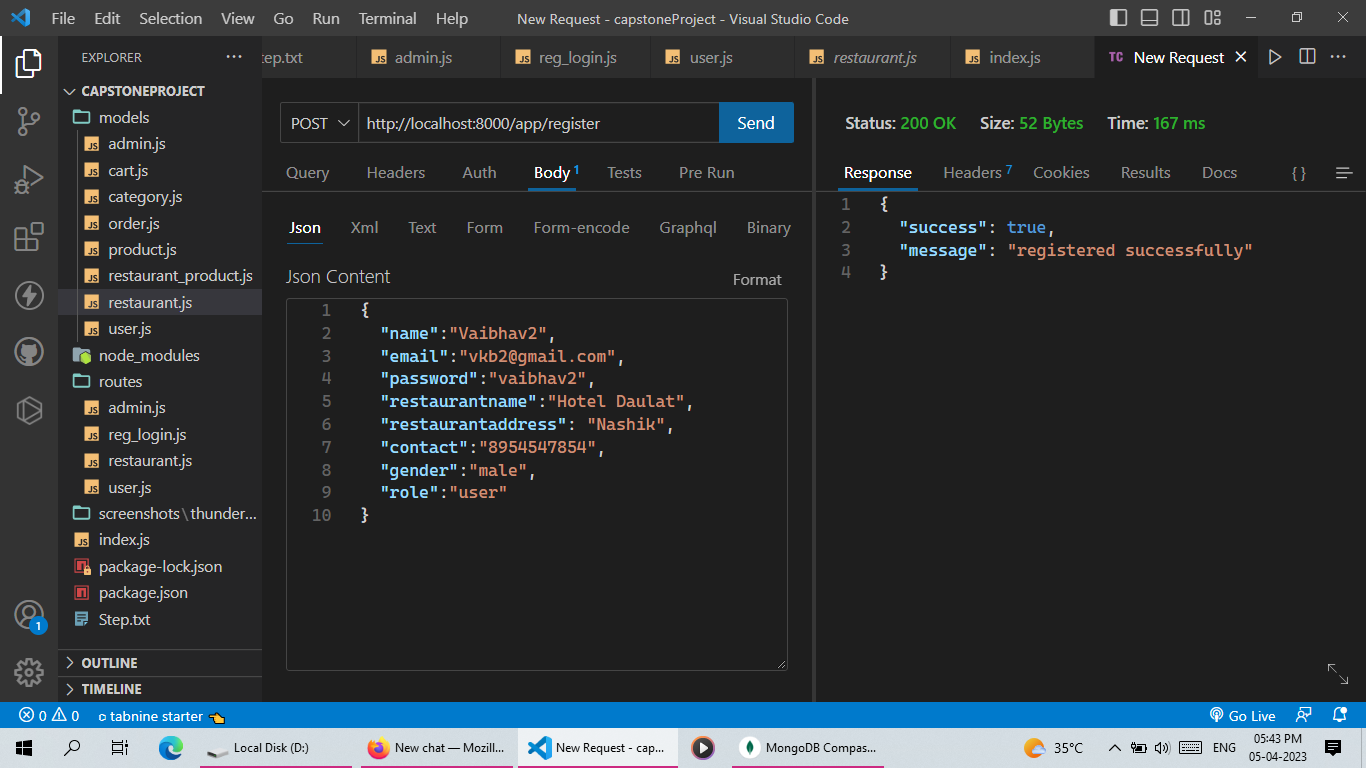 File Edit Selection View Go Run Terminal Help New Request - capstoneProject - Visual Studio Code
EXPLORER ...
tep.txt admin.js reg_login.js user.js restaurant.js index.js TC New Request
CAPSTONEPROJECT
models
admin.js
cart.js
category.js
order.js
product.js
restaurant_product.js
restaurant.js
user.js
node_modules
routes
admin.js
reg_login.js
restaurant.js
user.js
screenshots\thunder...
index.js
package-lock.json
package.json
Step.txt
OUTLINE
TIMELINE
POST http://localhost:8000/app/register Send
Query Headers Auth Body 1 Tests Pre Run
Json Xml Text Form Form-encode Graphql Binary
Json Content Format
1 {
2 "name":"Vaibhav2",
3 "email":"vkb2@gmail.com",
4 "password":"vaibhav2",
5 "restaurantname":"Hotel Daulat",
6 "restaurantaddress": "Nashik",
7 "contact":"8954547854",
8 "gender":"male",
9 "role":"user"
10 }
Status: 200 OK Size: 52 Bytes Time: 167 ms
Response Headers 7 Cookies Results Docs { }
1 {
2 "success": true,
3 "message": "registered successfully"
4 }
1
0 0 tabnine starter Go Live
Local Disk (D:) New chat — Mozill... New Request - cap... MongoDB Compas... 35°C ENG 05:43 PM
05-04-2023